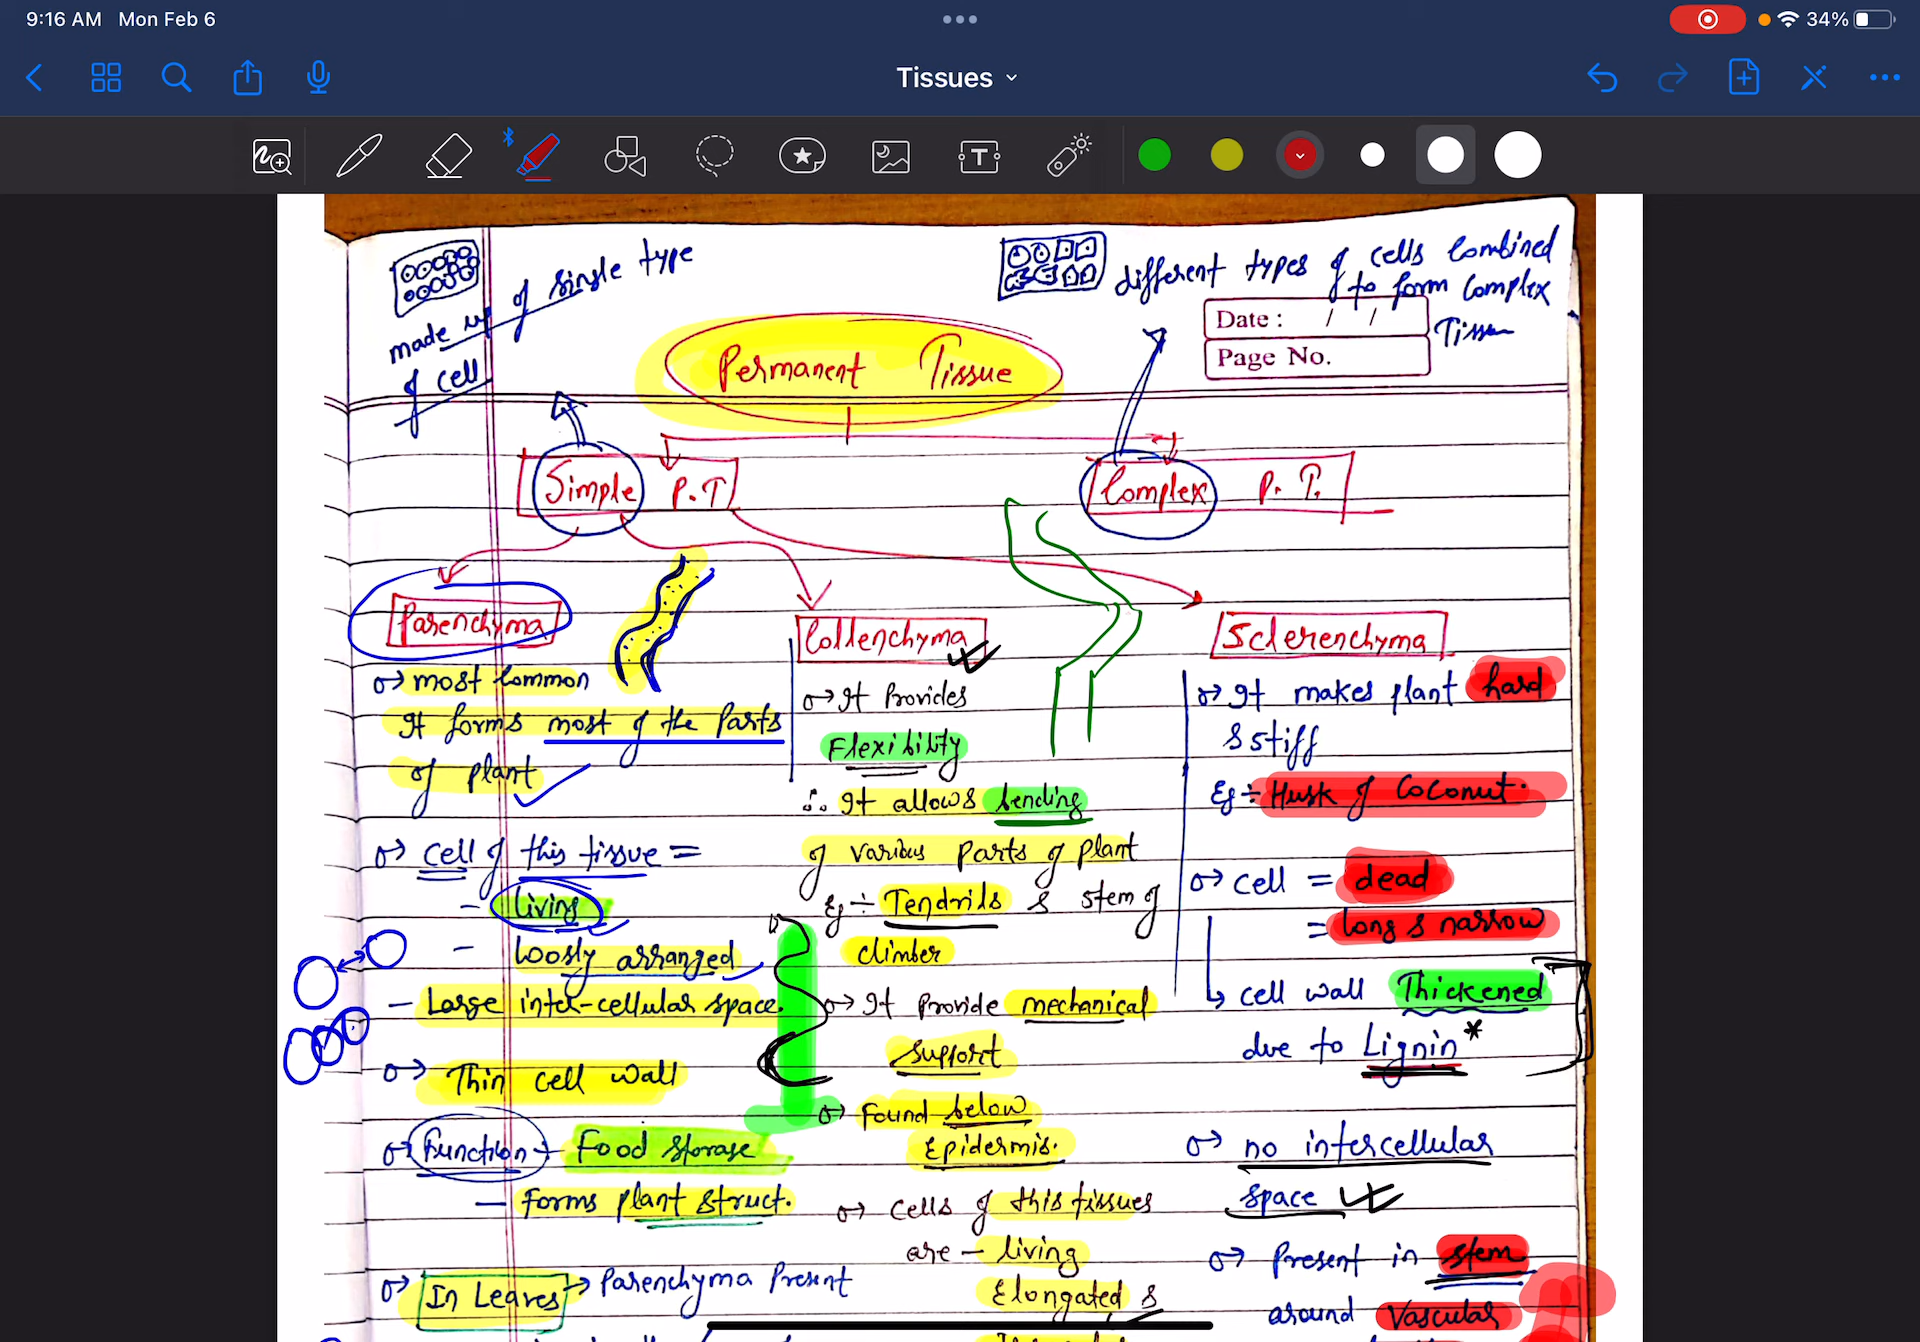 9:16 AM Mon Feb 6
34%
Tissues
made up of single type
of cell
different types of cells combined
to form complex
Tissue
Date : / /
Page No.
Permanent Tissue
Simple P.T
Complex P. T.
Parenchyma
most common
It forms most of the parts
of plant
cell of this tissue =
- living
- loosly arranged
- Large inter-cellular space.
Thin cell wall
Function - Food storage
- Forms plant struct.
In Leaves → Parenchyma Present
Collenchyma
It Provides
Flexibility
∴ It allows bending
of various parts of plant
Eg ÷ Tendrils & stem of
climber
It Provide mechanical
support
Found below
Epidermis.
Cells of this tissues
are - living
Elongated &
Sclerenchyma
It makes plant hard
& stiff
Eg ÷ Husk of Coconut.
cell = dead
= long & narrow
cell wall Thickened
due to Lignin*
no intercellular
space
Present in stem
around Vascular